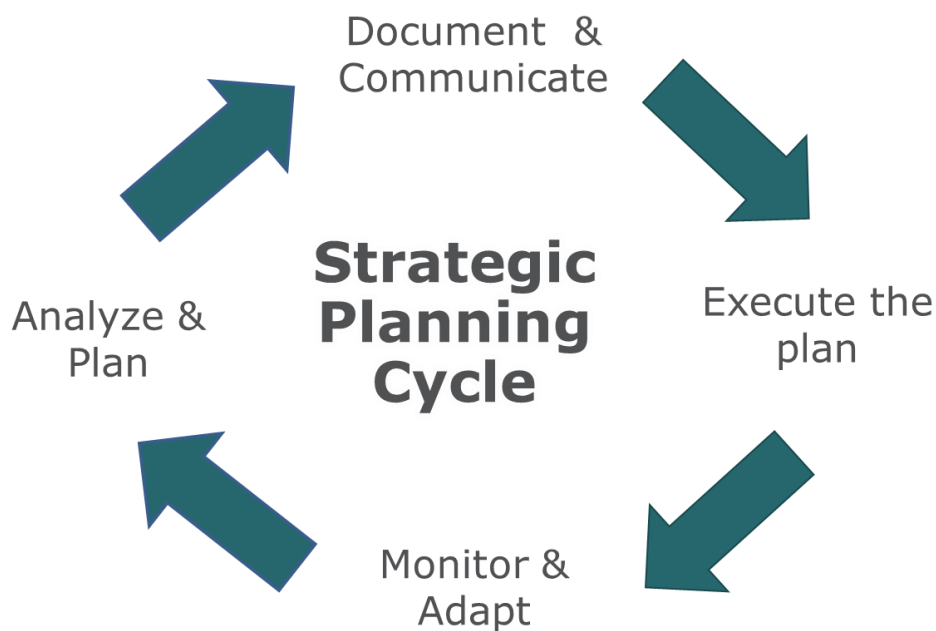 Document &
Communicate
Strategic
Planning
Cycle
Execute the
plan
Monitor &
Adapt
Analyze &
Plan